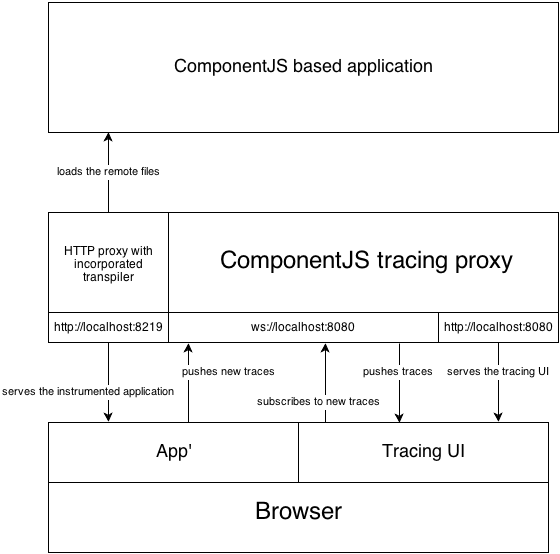 ComponentJS based application
loads the remote files
HTTP proxy with
incorporated
transpiler
ComponentJS tracing proxy
http://localhost:8219
ws://localhost:8080
http://localhost:8080
pushes new traces
pushes traces
serves the tracing UI
serves the instrumented application
subscribes to new traces
App'
Tracing UI
Browser